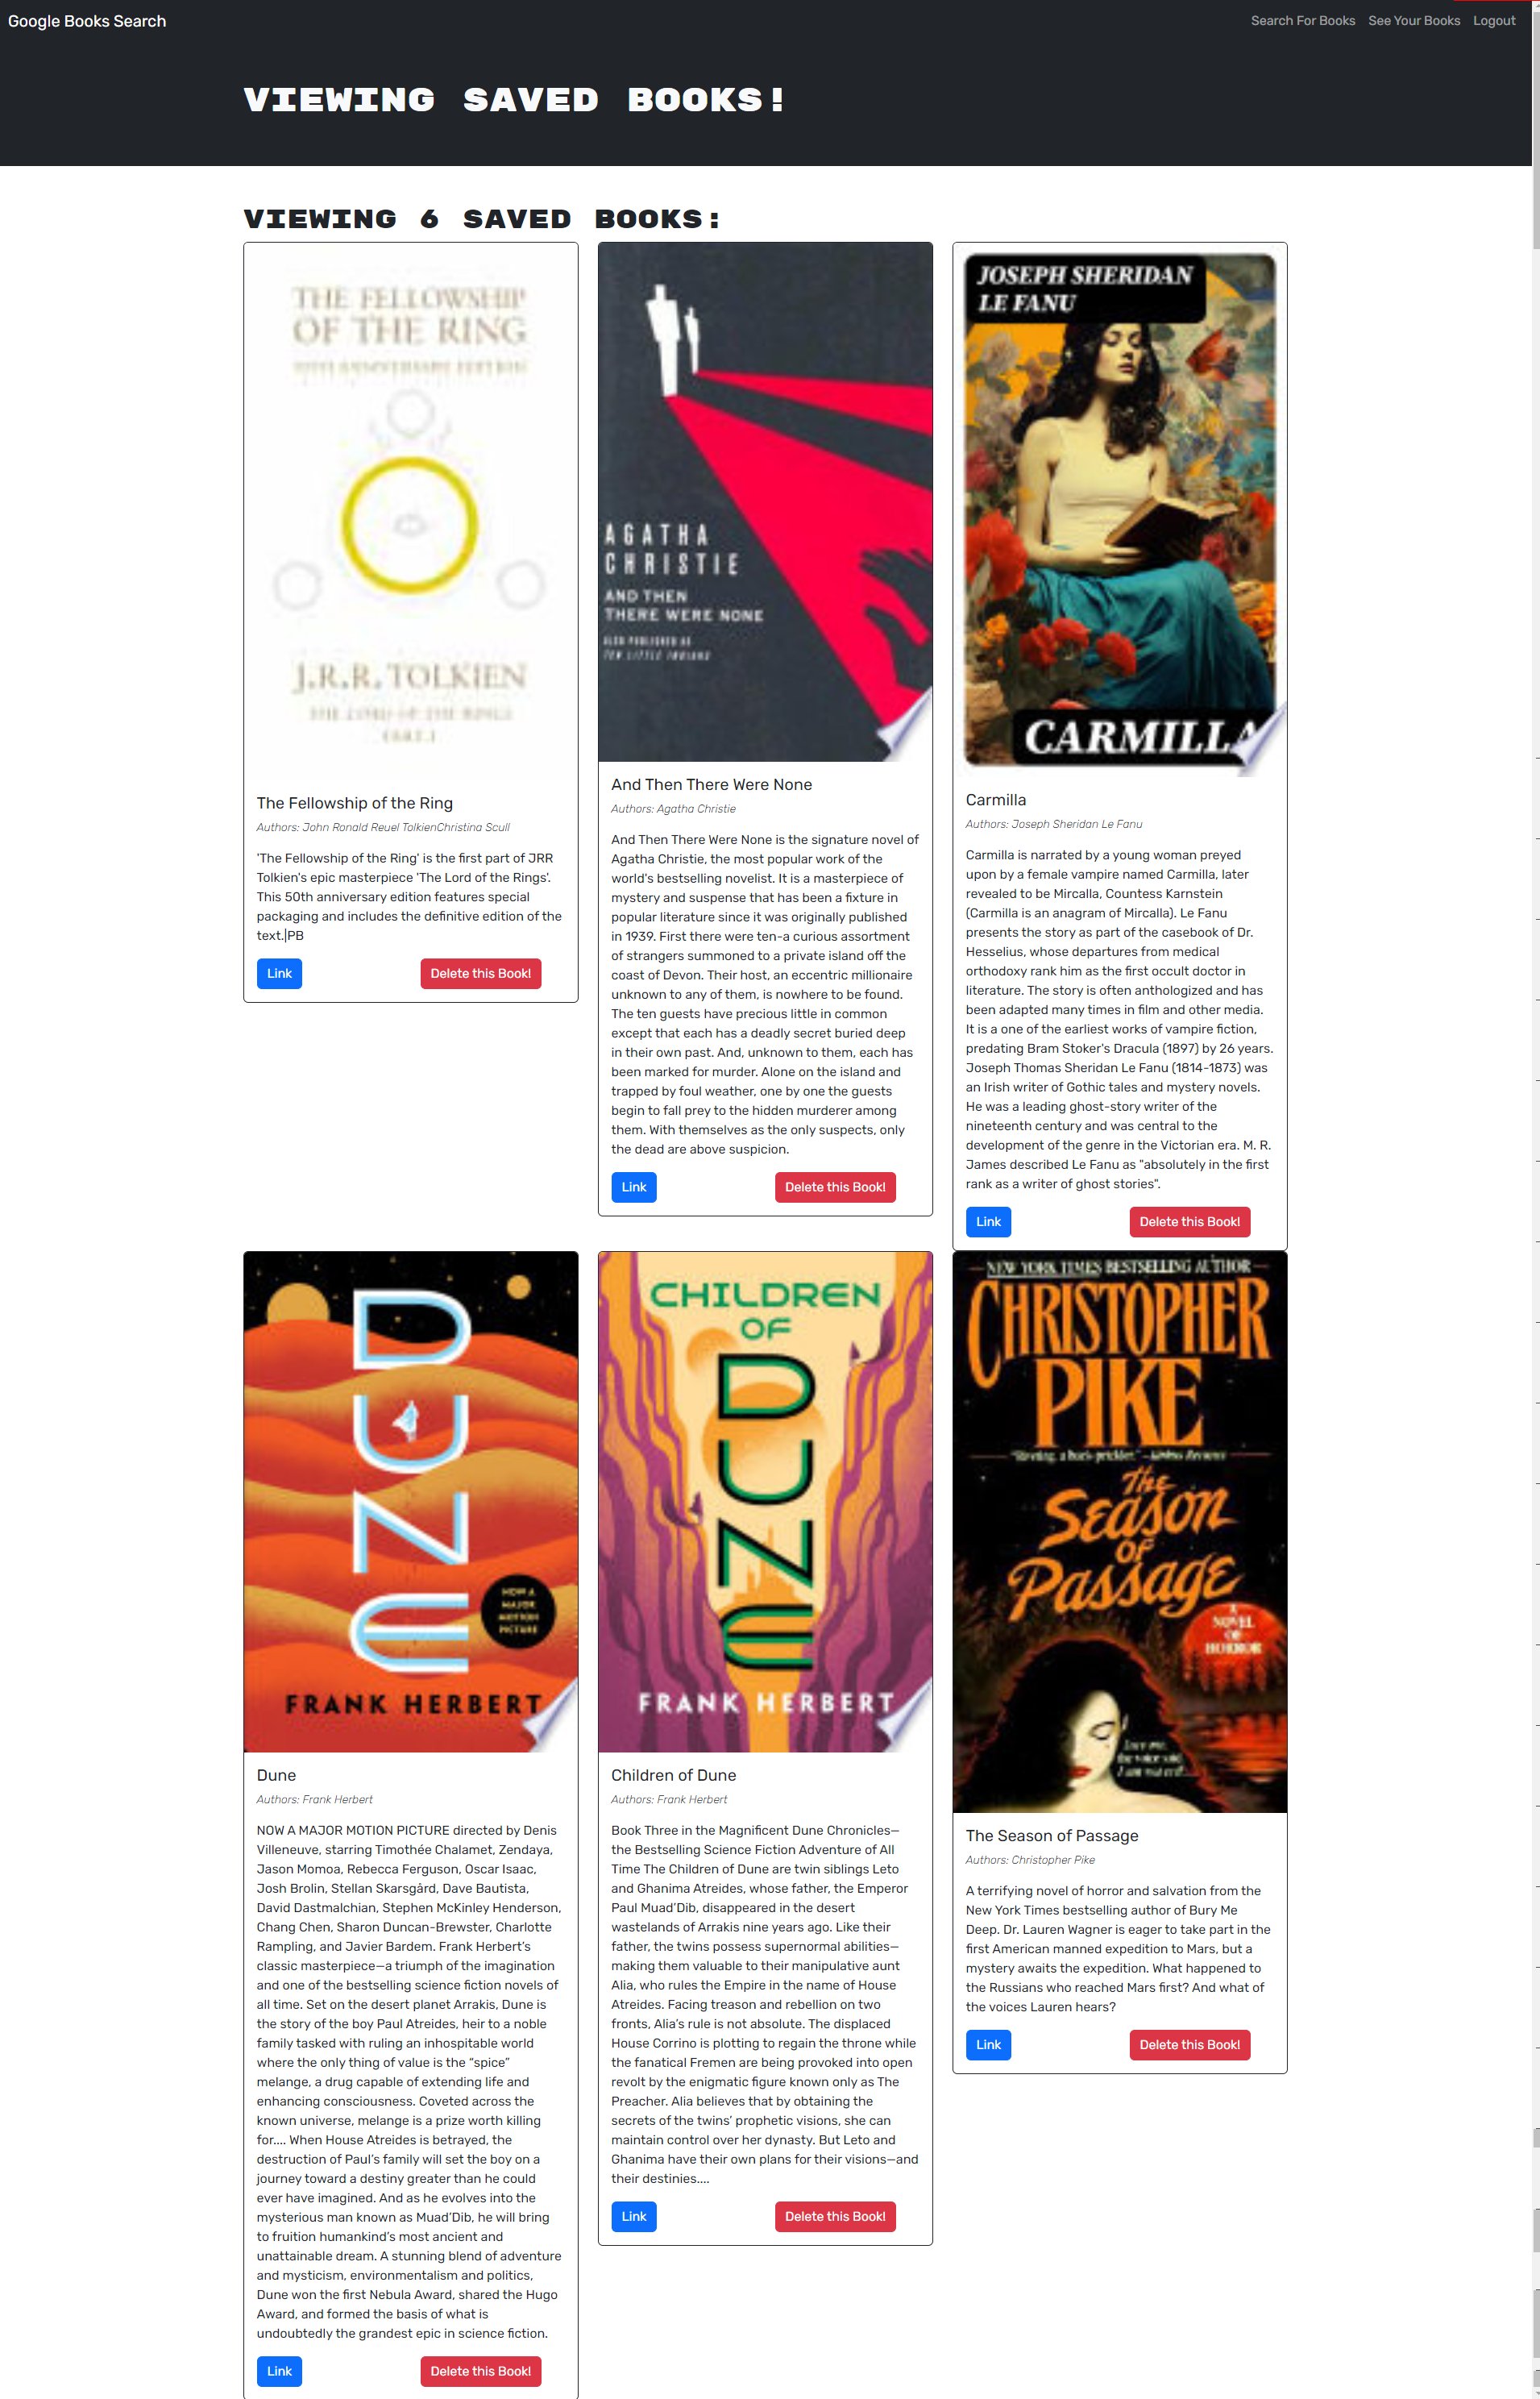 Google Books Search
Search For Books See Your Books Logout
VIEWING SAVED BOOKS!
VIEWING 6 SAVED BOOKS:
THE FELLOWSHIP
OF THE RING
50TH ANNIVERSARY EDITION
J.R.R. TOLKIEN
THE LORD OF THE RINGS
PART I
The Fellowship of the Ring
Authors: John Ronald Reuel TolkienChristina Scull
'The Fellowship of the Ring' is the first part of JRR
Tolkien's epic masterpiece 'The Lord of the Rings'.
This 50th anniversary edition features special
packaging and includes the definitive edition of the
text.|PB
Link Delete this Book!
AGATHA
CHRISTIE
AND THEN
THERE WERE NONE
ALSO PUBLISHED AS
TEN LITTLE INDIANS
And Then There Were None
Authors: Agatha Christie
And Then There Were None is the signature novel of
Agatha Christie, the most popular work of the
world's bestselling novelist. It is a masterpiece of
mystery and suspense that has been a fixture in
popular literature since it was originally published
in 1939. First there were ten-a curious assortment
of strangers summoned to a private island off the
coast of Devon. Their host, an eccentric millionaire
unknown to any of them, is nowhere to be found.
The ten guests have precious little in common
except that each has a deadly secret buried deep
in their own past. And, unknown to them, each has
been marked for murder. Alone on the island and
trapped by foul weather, one by one the guests
begin to fall prey to the hidden murderer among
them. With themselves as the only suspects, only
the dead are above suspicion.
Link Delete this Book!
JOSEPH SHERIDAN
LE FANU
CARMILLA
Carmilla
Authors: Joseph Sheridan Le Fanu
Carmilla is narrated by a young woman preyed
upon by a female vampire named Carmilla, later
revealed to be Mircalla, Countess Karnstein
(Carmilla is an anagram of Mircalla). Le Fanu
presents the story as part of the casebook of Dr.
Hesselius, whose departures from medical
orthodoxy rank him as the first occult doctor in
literature. The story is often anthologized and has
been adapted many times in film and other media.
It is a one of the earliest works of vampire fiction,
predating Bram Stoker's Dracula (1897) by 26 years.
Joseph Thomas Sheridan Le Fanu (1814-1873) was
an Irish writer of Gothic tales and mystery novels.
He was a leading ghost-story writer of the
nineteenth century and was central to the
development of the genre in the Victorian era. M. R.
James described Le Fanu as "absolutely in the first
rank as a writer of ghost stories".
Link Delete this Book!
DUNE
NOW A
MAJOR
MOTION
PICTURE
FRANK HERBERT
Dune
Authors: Frank Herbert
NOW A MAJOR MOTION PICTURE directed by Denis
Villeneuve, starring Timothée Chalamet, Zendaya,
Jason Momoa, Rebecca Ferguson, Oscar Isaac,
Josh Brolin, Stellan Skarsgård, Dave Bautista,
David Dastmalchian, Stephen McKinley Henderson,
Chang Chen, Sharon Duncan-Brewster, Charlotte
Rampling, and Javier Bardem. Frank Herbert's
classic masterpiece—a triumph of the imagination
and one of the bestselling science fiction novels of
all time. Set on the desert planet Arrakis, Dune is
the story of the boy Paul Atreides, heir to a noble
family tasked with ruling an inhospitable world
where the only thing of value is the “spice”
melange, a drug capable of extending life and
enhancing consciousness. Coveted across the
known universe, melange is a prize worth killing
for.... When House Atreides is betrayed, the
destruction of Paul's family will set the boy on a
journey toward a destiny greater than he could
ever have imagined. And as he evolves into the
mysterious man known as Muad'Dib, he will bring
to fruition humankind's most ancient and
unattainable dream. A stunning blend of adventure
and mysticism, environmentalism and politics,
Dune won the first Nebula Award, shared the Hugo
Award, and formed the basis of what is
undoubtedly the grandest epic in science fiction.
Link Delete this Book!
CHILDREN
OF
DUNE
FRANK HERBERT
Children of Dune
Authors: Frank Herbert
Book Three in the Magnificent Dune Chronicles—
the Bestselling Science Fiction Adventure of All
Time The Children of Dune are twin siblings Leto
and Ghanima Atreides, whose father, the Emperor
Paul Muad'Dib, disappeared in the desert
wastelands of Arrakis nine years ago. Like their
father, the twins possess supernormal abilities—
making them valuable to their manipulative aunt
Alia, who rules the Empire in the name of House
Atreides. Facing treason and rebellion on two
fronts, Alia's rule is not absolute. The displaced
House Corrino is plotting to regain the throne while
the fanatical Fremen are being provoked into open
revolt by the enigmatic figure known only as The
Preacher. Alia believes that by obtaining the
secrets of the twins' prophetic visions, she can
maintain control over her dynasty. But Leto and
Ghanima have their own plans for their visions—and
their destinies....
Link Delete this Book!
NEW YORK TIMES BESTSELLING AUTHOR
CHRISTOPHER
PIKE
THE
SEASON
OF
PASSAGE
A
NOVEL
OF
HORROR
The Season of Passage
Authors: Christopher Pike
A terrifying novel of horror and salvation from the
New York Times bestselling author of Bury Me
Deep. Dr. Lauren Wagner is eager to take part in the
first American manned expedition to Mars, but a
mystery awaits the expedition. What happened to
the Russians who reached Mars first? And what of
the voices Lauren hears?
Link Delete this Book!